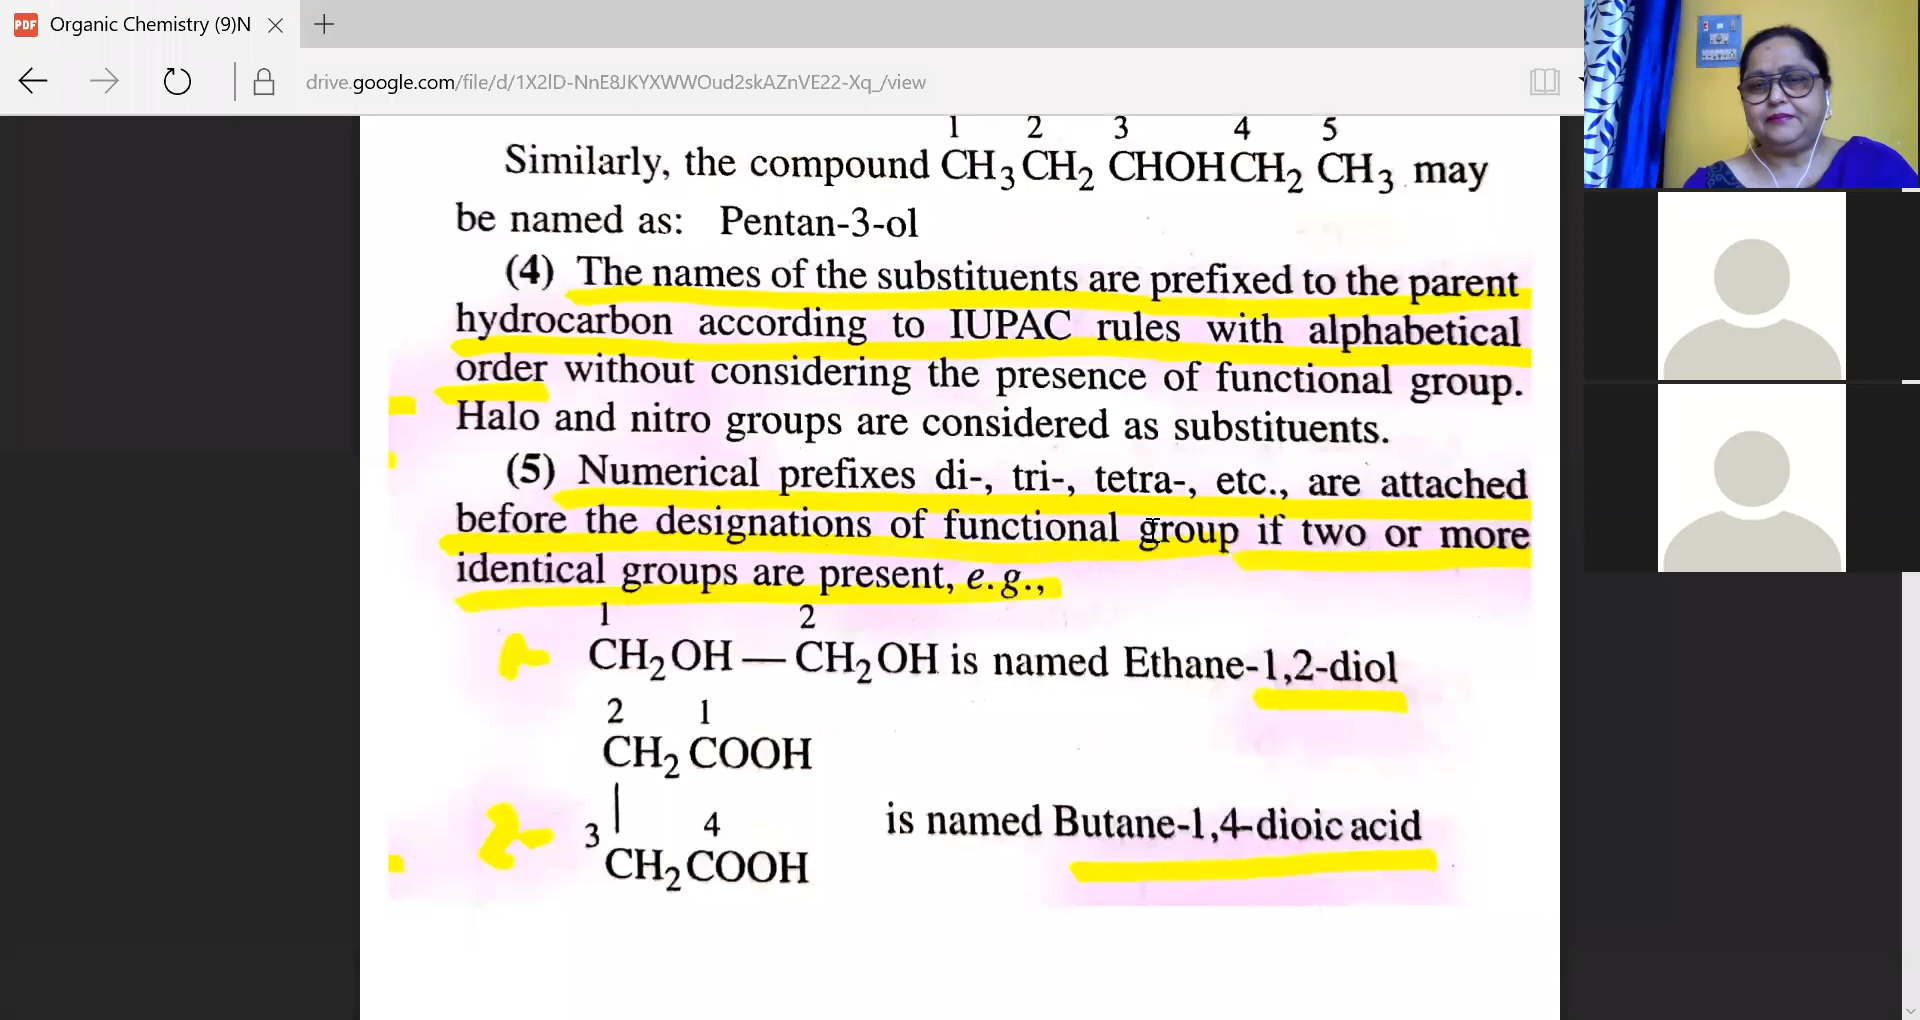 Organic Chemistry (9)N
drive.google.com/file/d/1X2lD-NnE8JKYXWWOud2skAZnVE22-Xq_/view
1 2 3 4 5
Similarly, the compound CH₃CH₂ CHOHCH₂ CH₃ may
be named as: Pentan-3-ol
(4) The names of the substituents are prefixed to the parent
hydrocarbon according to IUPAC rules with alphabetical
order without considering the presence of functional group.
Halo and nitro groups are considered as substituents.
(5) Numerical prefixes di-, tri-, tetra-, etc., are attached
before the designations of functional group if two or more
identical groups are present, e.g.,
1 2
CH₂OH — CH₂OH is named Ethane-1,2-diol
2 1
CH₂ COOH
3 | 4 is named Butane-1,4-dioic acid
CH₂COOH